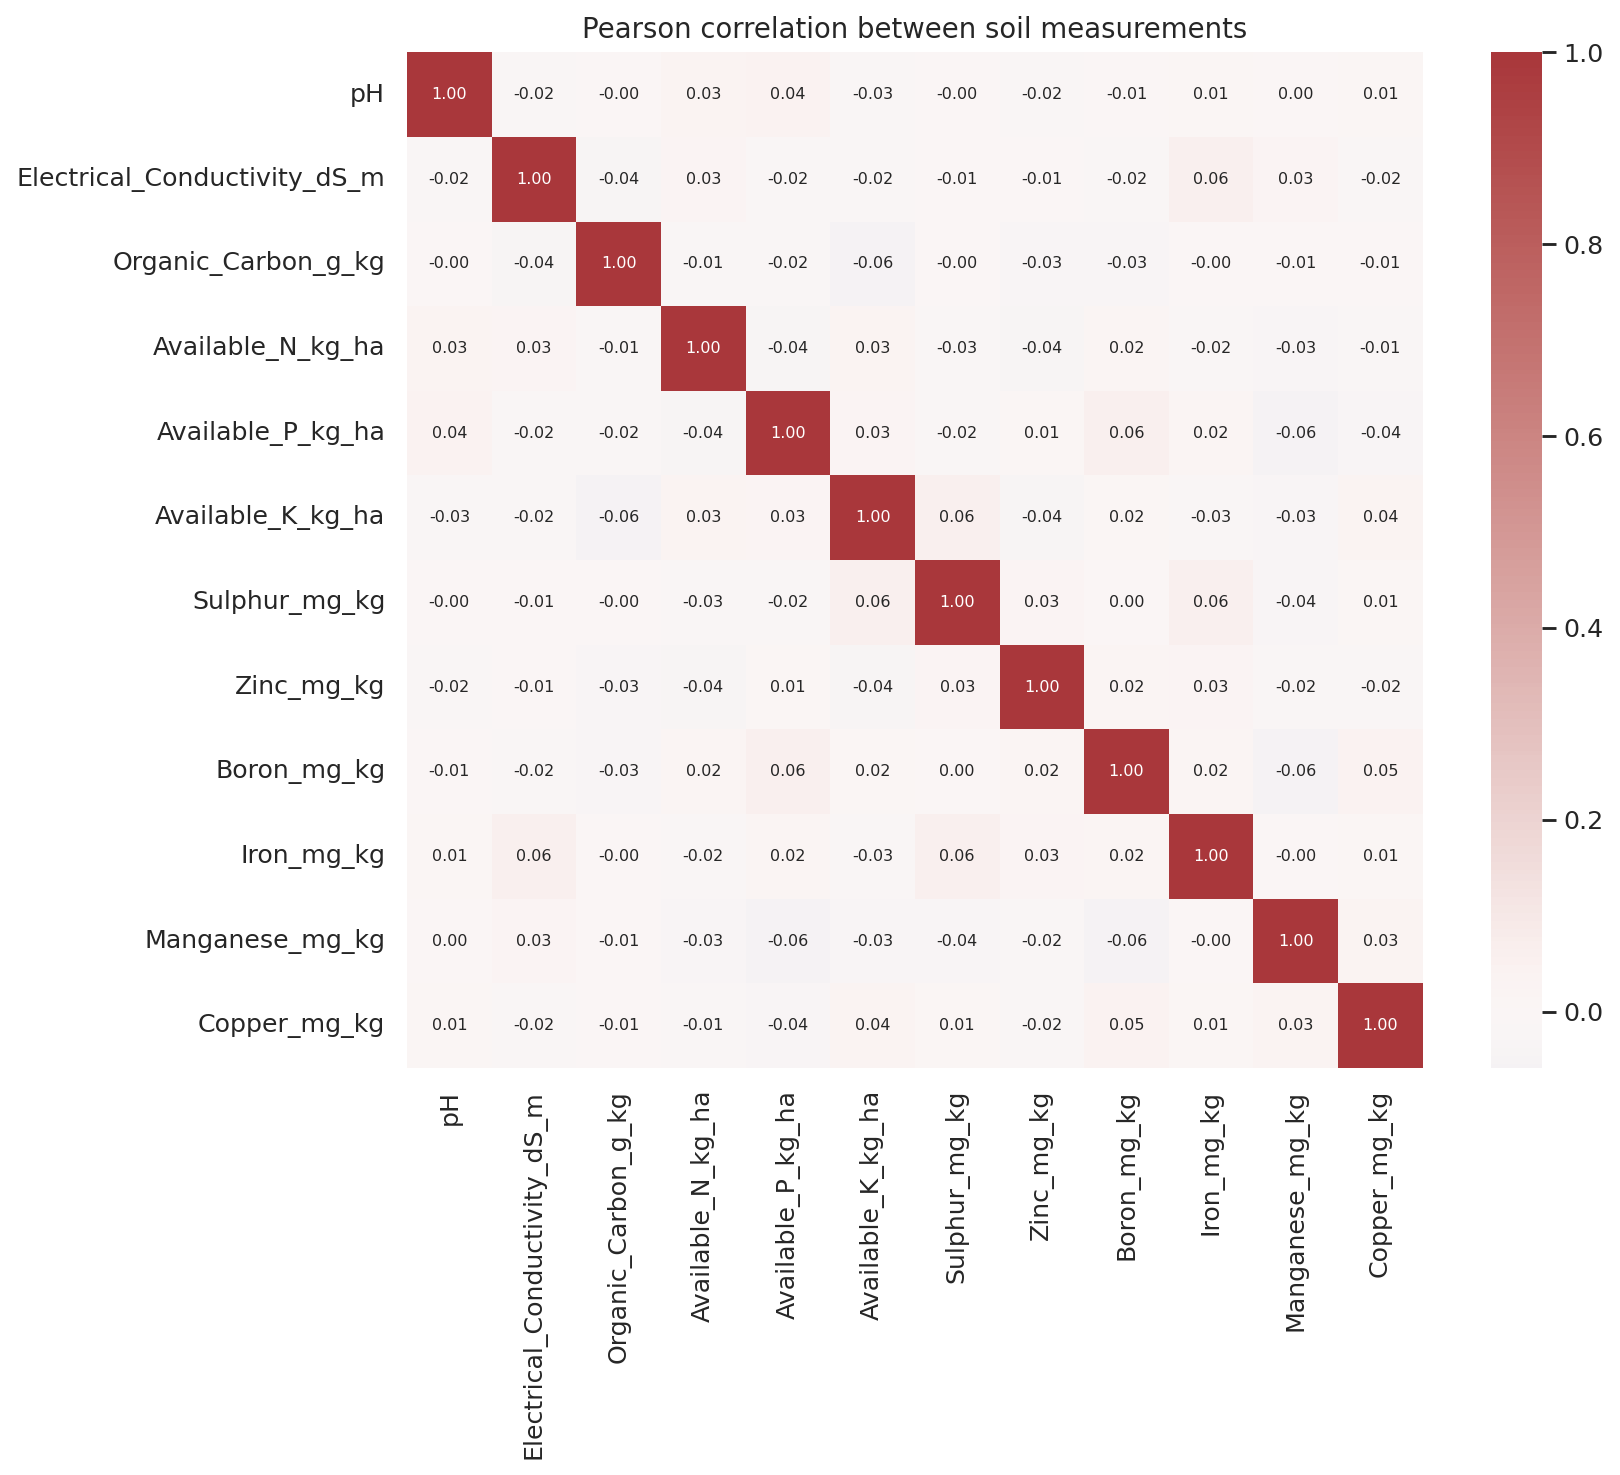 Pearson correlation between soil measurements
pH 1.00 -0.02 -0.00 0.03 0.04 -0.03 -0.00 -0.02 -0.01 0.01 0.00 0.01
Electrical_Conductivity_dS_m -0.02 1.00 -0.04 0.03 -0.02 -0.02 -0.01 -0.01 -0.02 0.06 0.03 -0.02
Organic_Carbon_g_kg -0.00 -0.04 1.00 -0.01 -0.02 -0.06 -0.00 -0.03 -0.03 -0.00 -0.01 -0.01
Available_N_kg_ha 0.03 0.03 -0.01 1.00 -0.04 0.03 -0.03 -0.04 0.02 -0.02 -0.03 -0.01
Available_P_kg_ha 0.04 -0.02 -0.02 -0.04 1.00 0.03 -0.02 0.01 0.06 0.02 -0.06 -0.04
Available_K_kg_ha -0.03 -0.02 -0.06 0.03 0.03 1.00 0.06 -0.04 0.02 -0.03 -0.03 0.04
Sulphur_mg_kg -0.00 -0.01 -0.00 -0.03 -0.02 0.06 1.00 0.03 0.00 0.06 -0.04 0.01
Zinc_mg_kg -0.02 -0.01 -0.03 -0.04 0.01 -0.04 0.03 1.00 0.02 0.03 -0.02 -0.02
Boron_mg_kg -0.01 -0.02 -0.03 0.02 0.06 0.02 0.00 0.02 1.00 0.02 -0.06 0.05
Iron_mg_kg 0.01 0.06 -0.00 -0.02 0.02 -0.03 0.06 0.03 0.02 1.00 -0.00 0.01
Manganese_mg_kg 0.00 0.03 -0.01 -0.03 -0.06 -0.03 -0.04 -0.02 -0.06 -0.00 1.00 0.03
Copper_mg_kg 0.01 -0.02 -0.01 -0.01 -0.04 0.04 0.01 -0.02 0.05 0.01 0.03 1.00
pH
Electrical_Conductivity_dS_m
Organic_Carbon_g_kg
Available_N_kg_ha
Available_P_kg_ha
Available_K_kg_ha
Sulphur_mg_kg
Zinc_mg_kg
Boron_mg_kg
Iron_mg_kg
Manganese_mg_kg
Copper_mg_kg
1.0
0.8
0.6
0.4
0.2
0.0